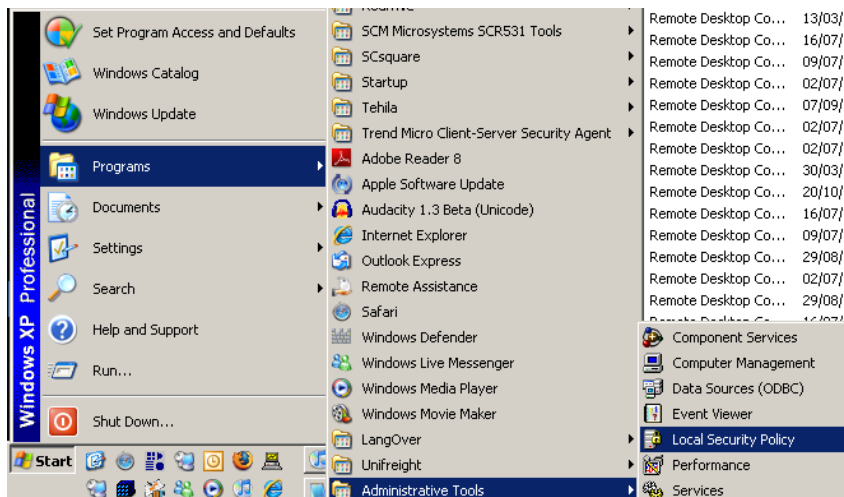 Windows XP Professional
Set Program Access and Defaults
Windows Catalog
Windows Update
Programs
Documents
Settings
Search
Help and Support
Run...
Shut Down...
Start
SCM Microsystems SCR531 Tools
SCsquare
Startup
Tehila
Trend Micro Client-Server Security Agent
Adobe Reader 8
Apple Software Update
Audacity 1.3 Beta (Unicode)
Internet Explorer
Outlook Express
Remote Assistance
Safari
Windows Defender
Windows Live Messenger
Windows Media Player
Windows Movie Maker
LangOver
Unifreight
Administrative Tools
Remote Desktop Co... 13/03/
Remote Desktop Co... 16/07/
Remote Desktop Co... 09/07/
Remote Desktop Co... 02/07/
Remote Desktop Co... 07/09/
Remote Desktop Co... 02/07/
Remote Desktop Co... 02/07/
Remote Desktop Co... 30/03/
Remote Desktop Co... 20/10/
Remote Desktop Co... 16/07/
Remote Desktop Co... 09/07/
Remote Desktop Co... 29/08/
Remote Desktop Co... 02/07/
Remote Desktop Co... 29/08/
Component Services
Computer Management
Data Sources (ODBC)
Event Viewer
Local Security Policy
Performance
Services